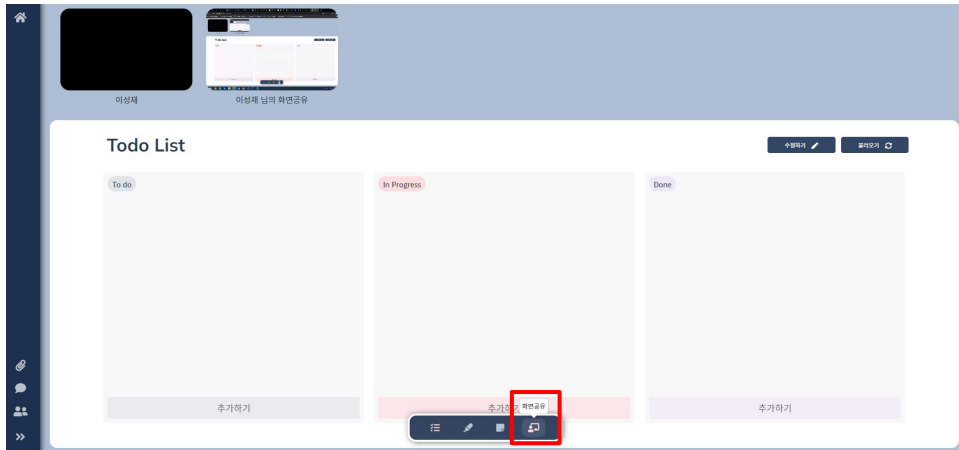 이성재
이성재 님의 화면공유
Todo List
수정하기
불러오기
To do
In Progress
Done
추가하기
추가하기
화면공유
추가하기